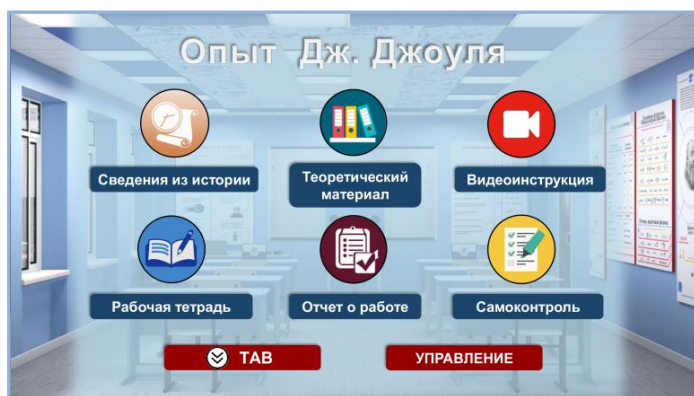 Опыт Дж. Джоуля
Сведения из истории
Теоретический
материал
Видеоинструкция
Рабочая тетрадь
Отчет о работе
Самоконтроль
TAB
УПРАВЛЕНИЕ